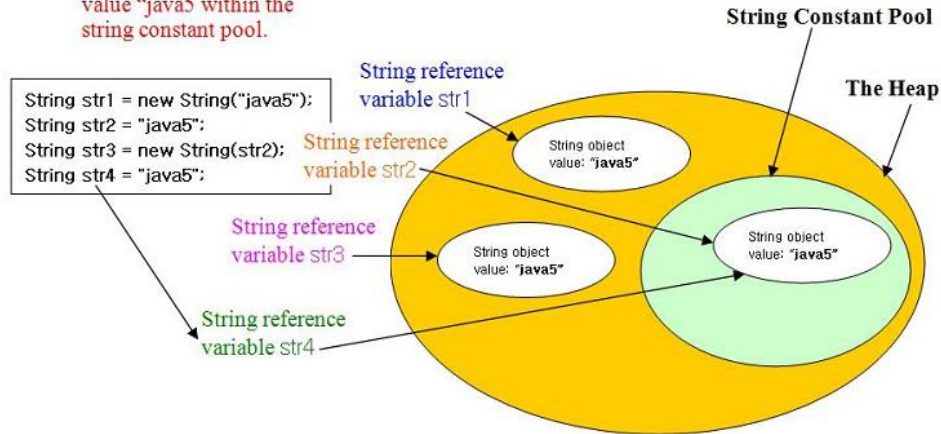 value “java5 within the
string constant pool.
String Constant Pool
The Heap
String str1 = new String("java5");
String str2 = "java5";
String str3 = new String(str2);
String str4 = "java5";
String reference
variable str1
String reference
variable str2
String reference
variable str3
String reference
variable str4
String object
value: "java5"
String object
value: "java5"
String object
value: "java5"